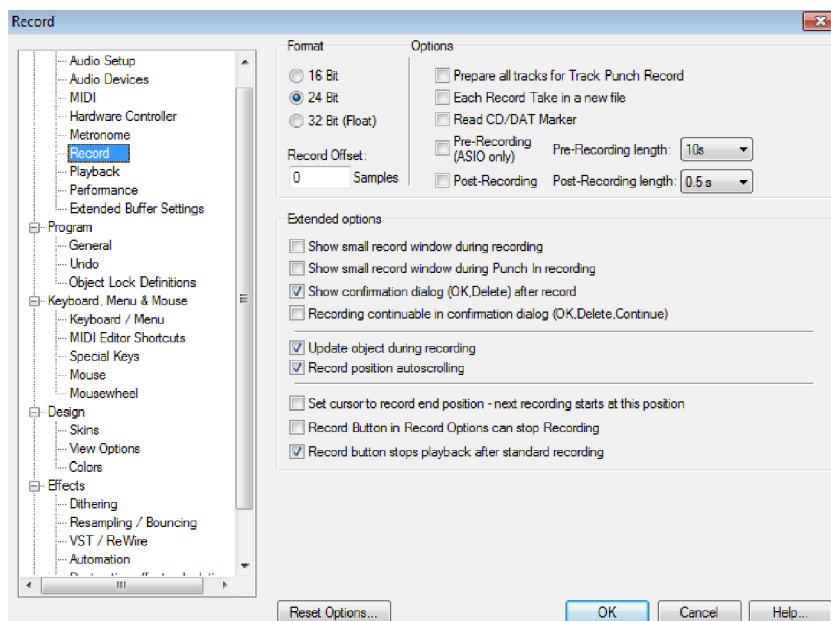 Record
Audio Setup
Audio Devices
MIDI
Hardware Controller
Metronome
Record
Playback
Performance
Extended Buffer Settings
Program
General
Undo
Object Lock Definitions
Keyboard, Menu & Mouse
Keyboard / Menu
MIDI Editor Shortcuts
Special Keys
Mouse
Mousewheel
Design
Skins
View Options
Colors
Effects
Dithering
Resampling / Bouncing
VST / ReWire
Automation
Format
16 Bit
24 Bit
32 Bit (Float)
Record Offset:
0 Samples
Options
Prepare all tracks for Track Punch Record
Each Record Take in a new file
Read CD/DAT Marker
Pre-Recording
(ASIO only)
Pre-Recording length: 10s
Post-Recording Post-Recording length: 0.5 s
Extended options
Show small record window during recording
Show small record window during Punch In recording
Show confirmation dialog (OK,Delete) after record
Recording continuable in confirmation dialog (OK,Delete,Continue)
Update object during recording
Record position autoscrolling
Set cursor to record end position - next recording starts at this position
Record Button in Record Options can stop Recording
Record button stops playback after standard recording
Reset Options... OK Cancel Help...